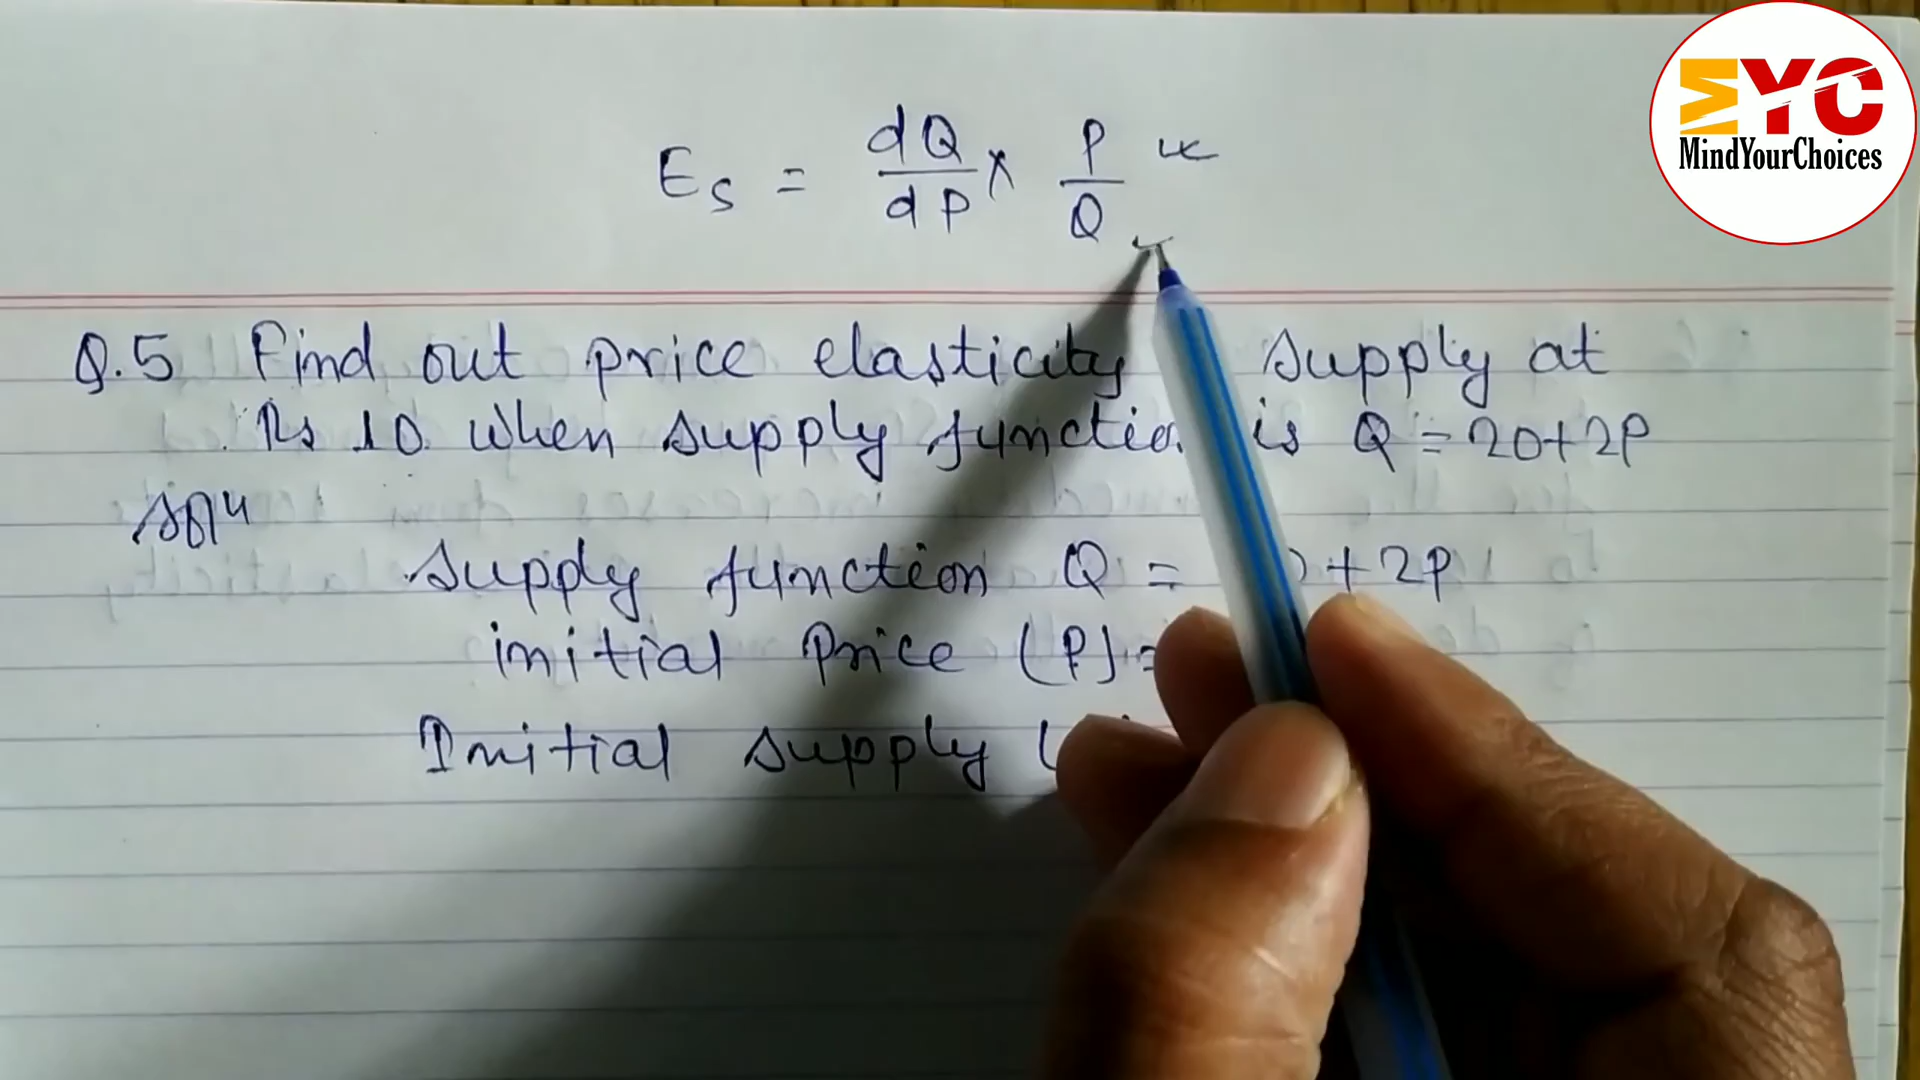 MYC
MindYourChoices
Es = dQ/dP × P/Q
Q.5 Find out price elasticity supply at
Rs 10 when supply function is Q = 20+2P
Supply function Q = + 2P
initial Price (P) =
Initial supply (